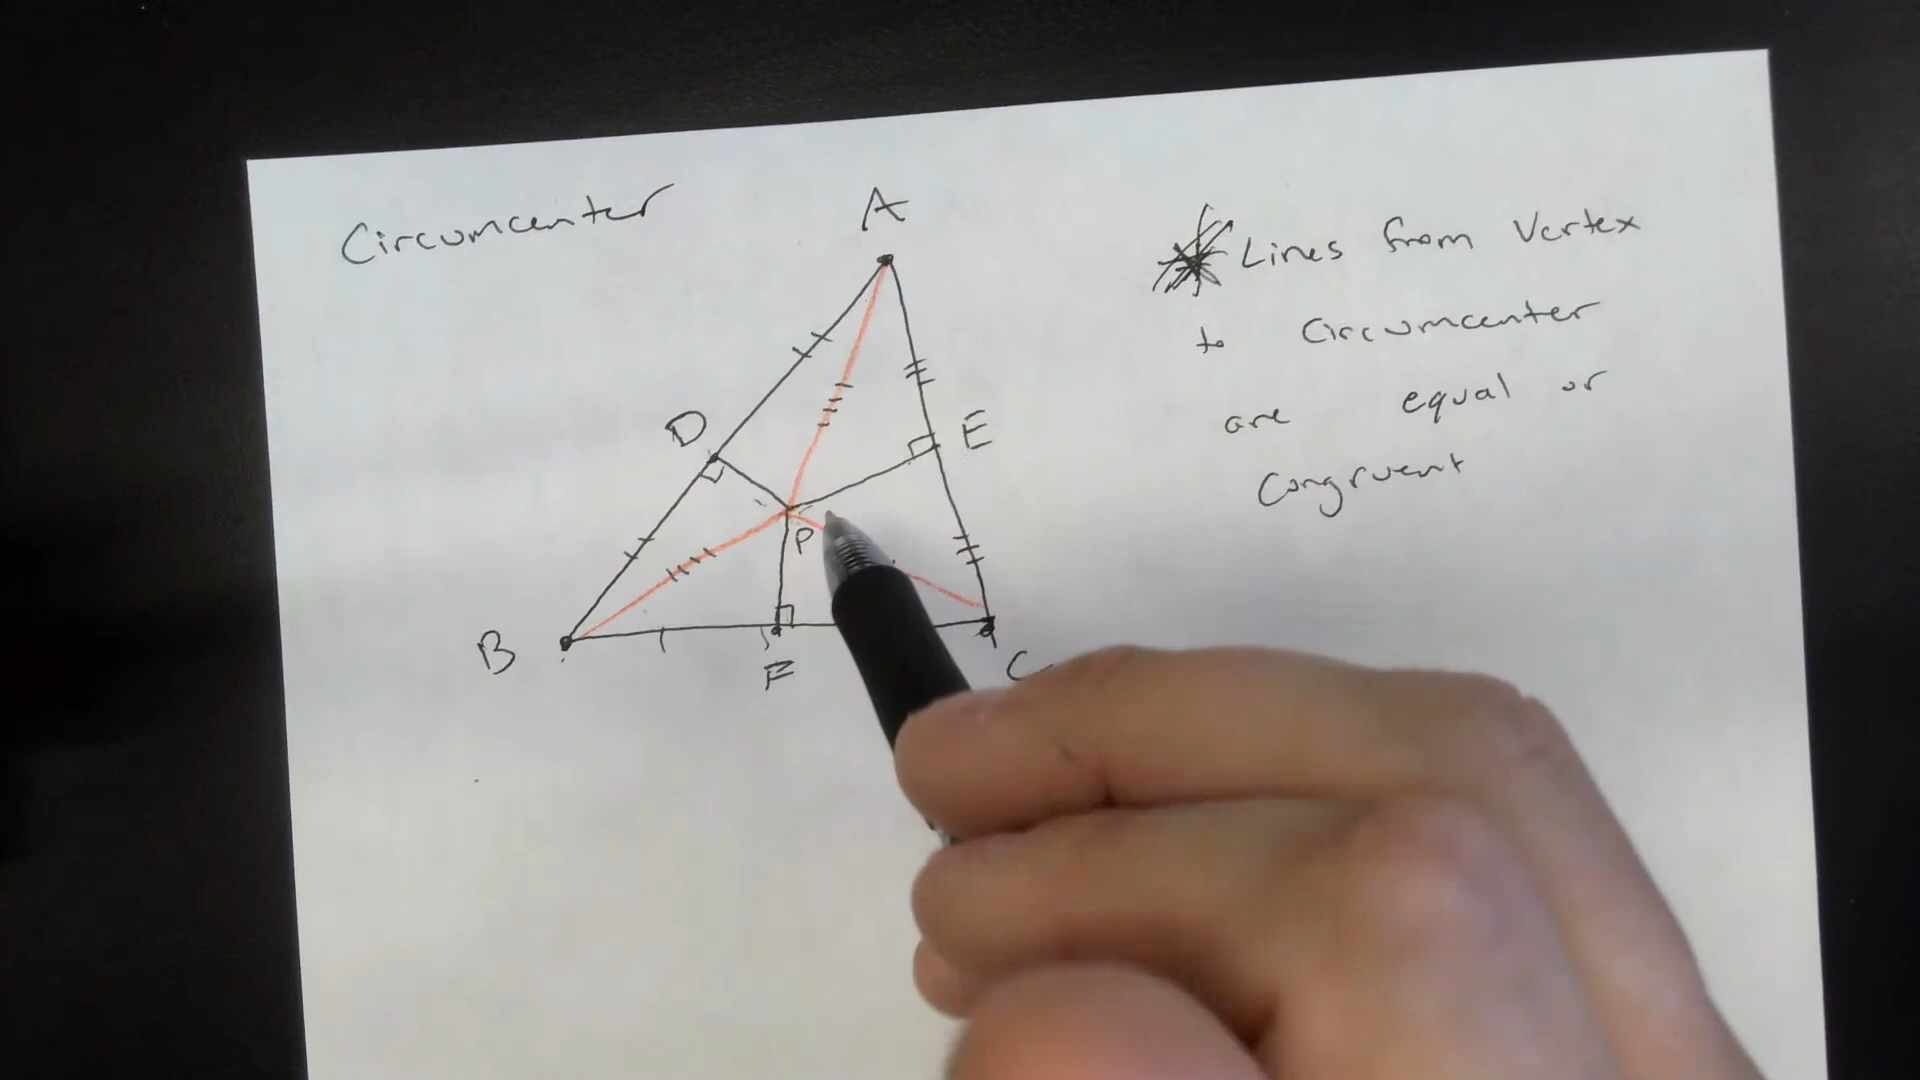 Circumcenter
A
Lines from Vertex
to Circumcenter
are equal or
Congruent
D
E
P
B
F
C